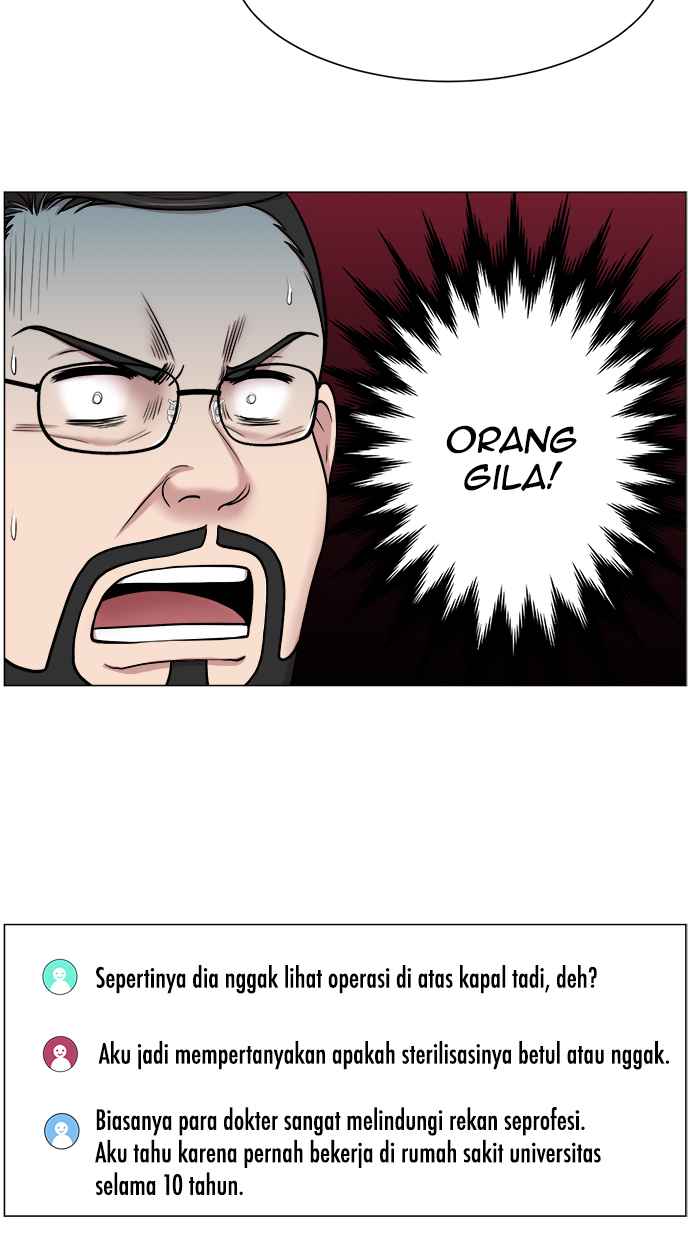 ORANG
GILA!
Sepertinya dia nggak lihat operasi di atas kapal tadi, deh?
Aku jadi mempertanyakan apakah sterilisasinya betul atau nggak.
Biasanya para dokter sangat melindungi rekan seprofesi.
Aku tahu karena pernah bekerja di rumah sakit universitas
selama 10 tahun.